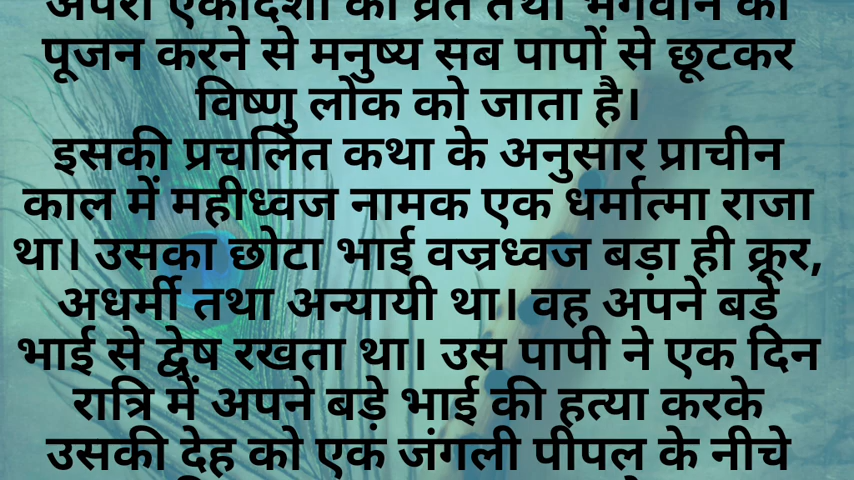 अपरा एकादशी का व्रत तथा भगवान का
पूजन करने से मनुष्य सब पापों से छूटकर
विष्णु लोक को जाता है।
इसकी प्रचलित कथा के अनुसार प्राचीन
काल में महीध्वज नामक एक धर्मात्मा राजा
था। उसका छोटा भाई वज्रध्वज बड़ा ही क्रूर,
अधर्मी तथा अन्यायी था। वह अपने बड़े
भाई से द्वेष रखता था। उस पापी ने एक दिन
रात्रि में अपने बड़े भाई की हत्या करके
उसकी देह को एक जंगली पीपल के नीचे